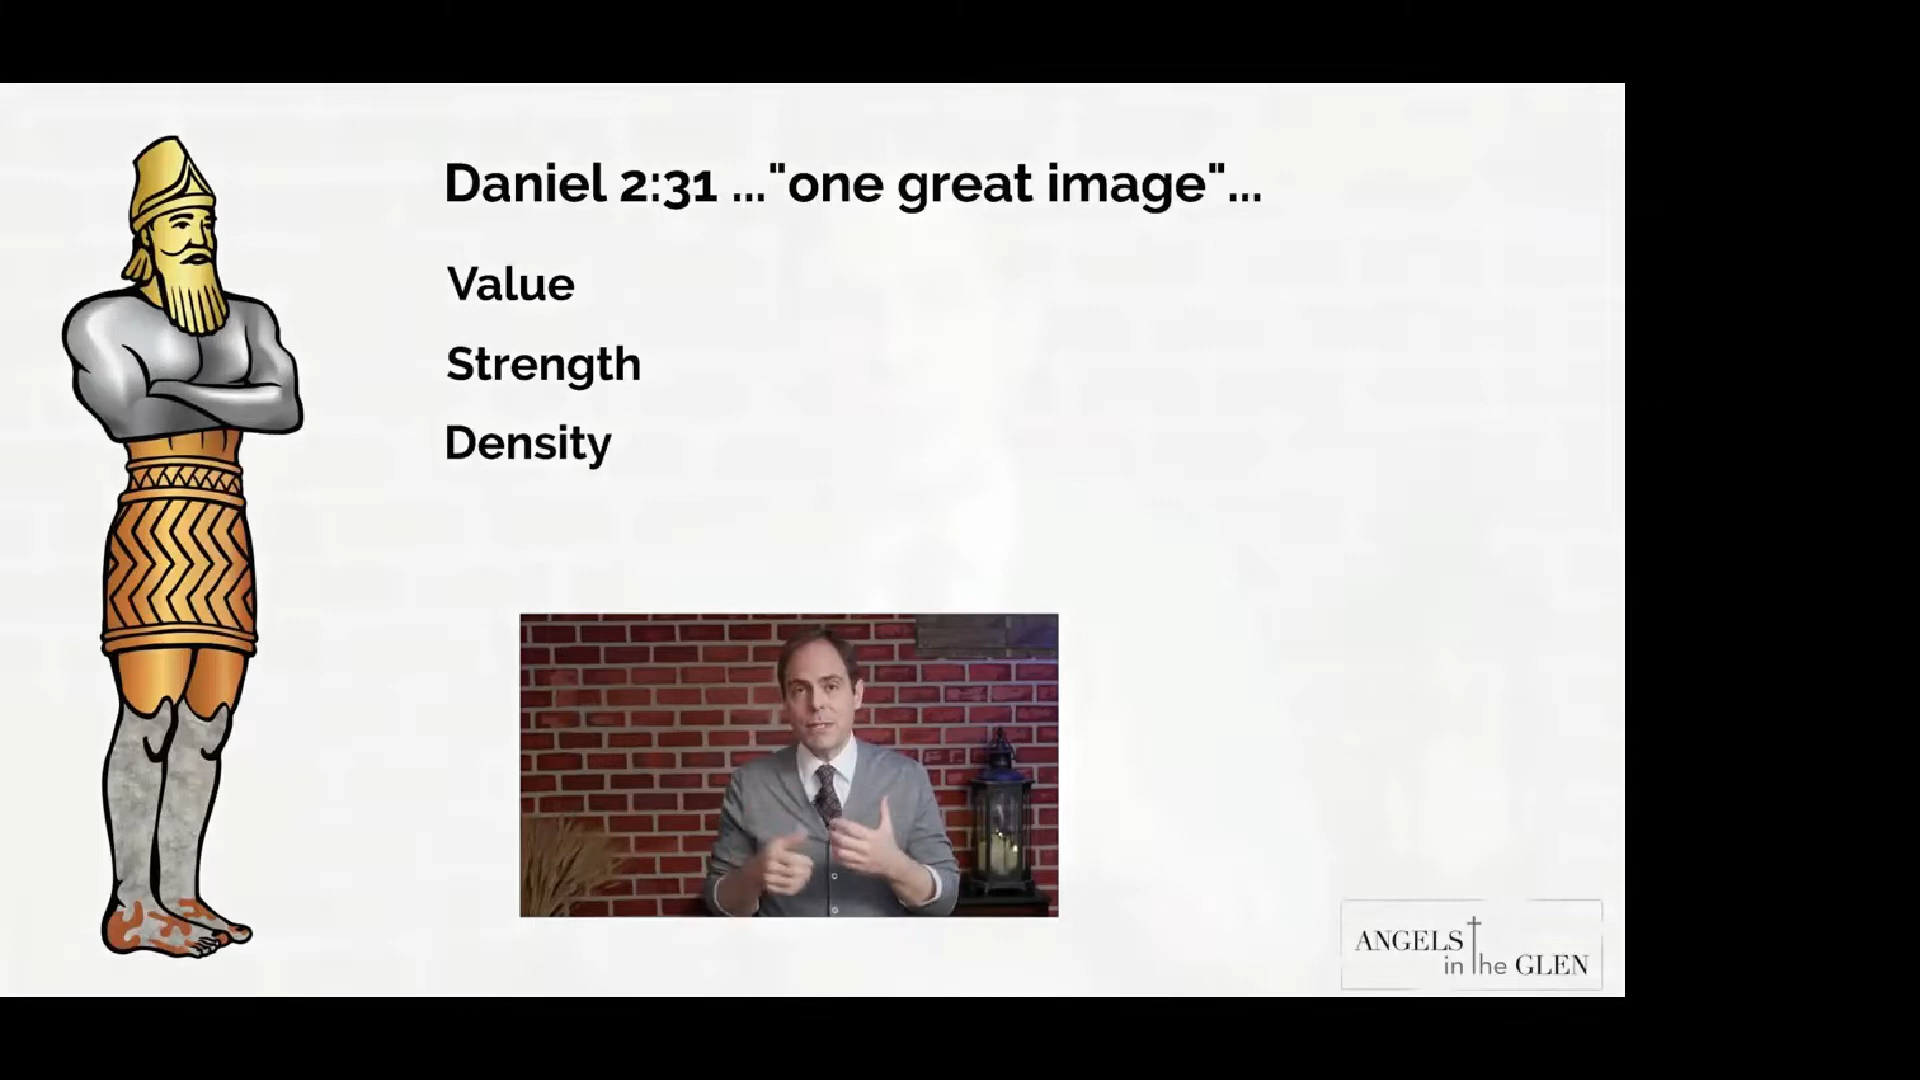 Daniel 2:31 ..."one great image"...
Value
Strength
Density
ANGELS
in the GLEN